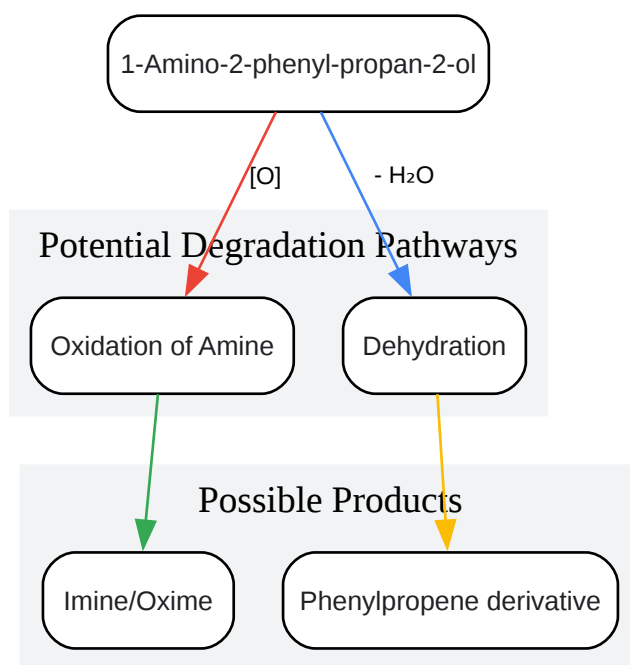 1-Amino-2-phenyl-propan-2-ol
[O]
- H₂O
Potential Degradation Pathways
Oxidation of Amine
Dehydration
Possible Products
Imine/Oxime
Phenylpropene derivative